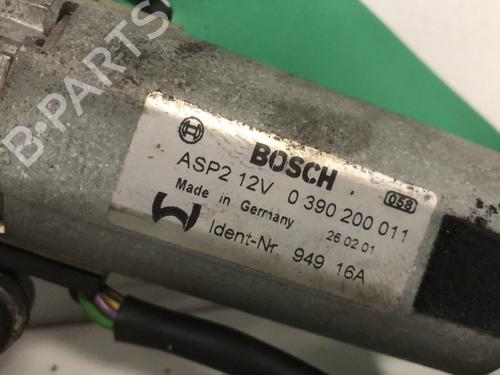 B-PARTS
BOSCH
ASP2 12V 0 390 200 011
058
Made in Germany 26.02.01
Ident-Nr. 949 16A